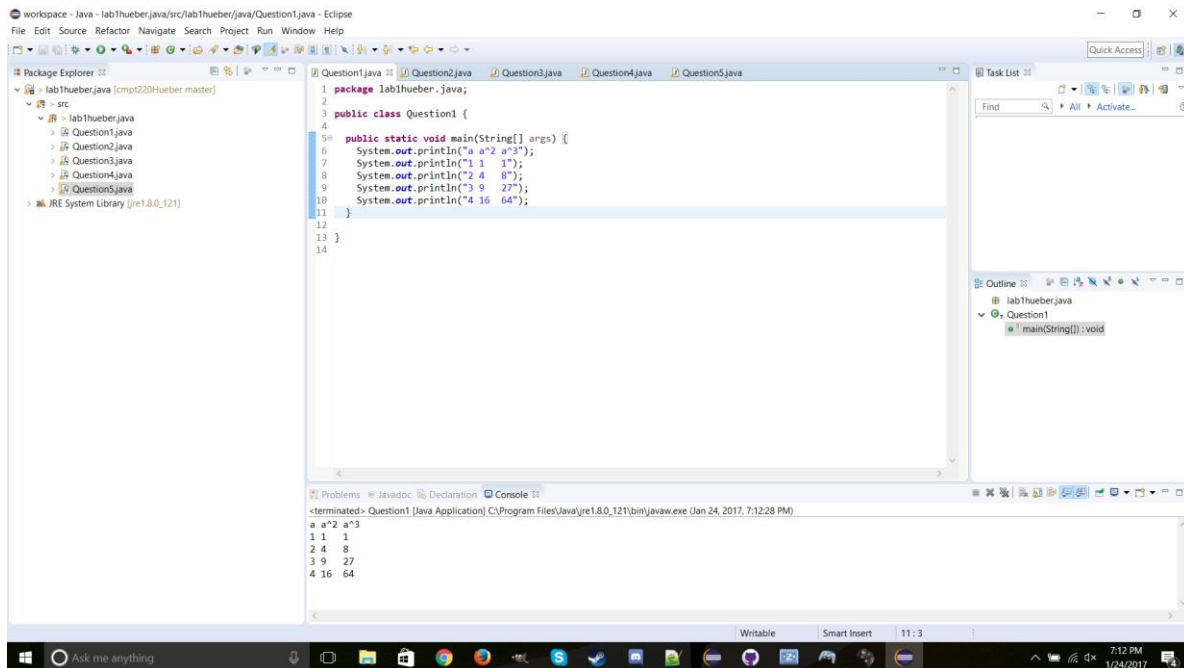 workspace - Java - lab1hueber.java/src/lab1hueber/java/Question1.java - Eclipse
File Edit Source Refactor Navigate Search Project Run Window Help
Quick Access
Package Explorer
lab1hueber.java [cmpt220Hueber master]
> src
> lab1hueber.java
Question1.java
Question2.java
Question3.java
Question4.java
Question5.java
JRE System Library [jre1.8.0_121]
Question1.java Question2.java Question3.java Question4.java Question5.java
1 package lab1hueber.java;
2
3 public class Question1 {
4
5 public static void main(String[] args) {
6 System.out.println("a a^2 a^3");
7 System.out.println("1 1   1");
8 System.out.println("2 4   8");
9 System.out.println("3 9   27");
10 System.out.println("4 16  64");
11 }
12
13 }
14
Task List
Find All Activate...
Outline
lab1hueber.java
Question1
main(String[]) : void
Problems Javadoc Declaration Console
<terminated> Question1 [Java Application] C:\Program Files\Java\jre1.8.0_121\bin\javaw.exe (Jan 24, 2017, 7:12:28 PM)
a a^2 a^3
1 1   1
2 4   8
3 9   27
4 16  64
Writable Smart Insert 11 : 3
Ask me anything
7:12 PM
1/24/2017